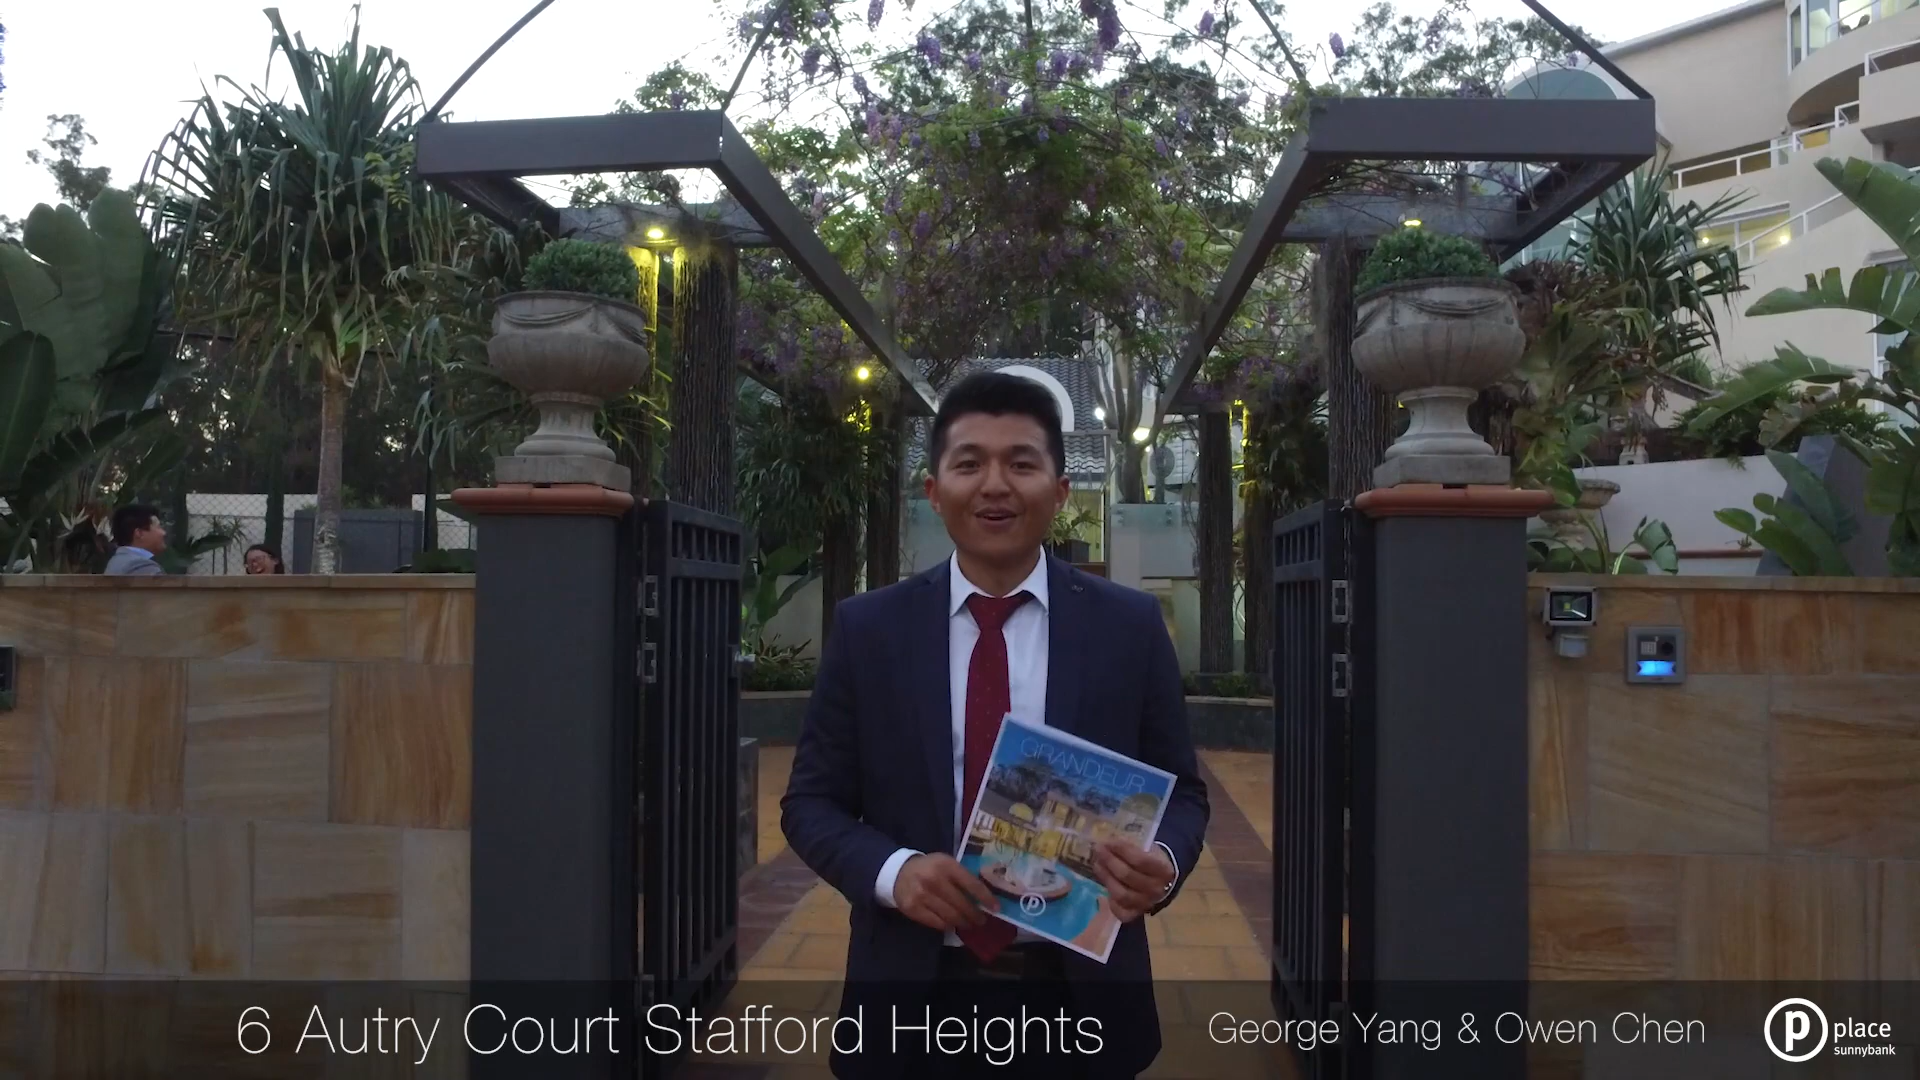 GRANDEUR
6 Autry Court Stafford Heights
George Yang & Owen Chen
place
sunnybank